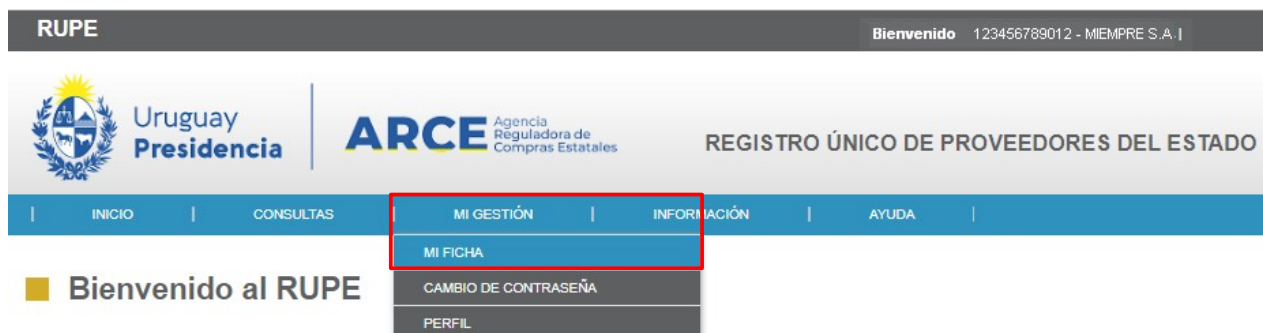 RUPE
Bienvenido 123456789012 - MIEMPRE S.A.|
Uruguay
Presidencia
ARCE
Agencia
Reguladora de
Compras Estatales
REGISTRO ÚNICO DE PROVEEDORES DEL ESTADO
| INICIO | CONSULTAS | MI GESTIÓN | INFORMACIÓN | AYUDA |
MI FICHA
Bienvenido al RUPE
CAMBIO DE CONTRASEÑA
PERFIL